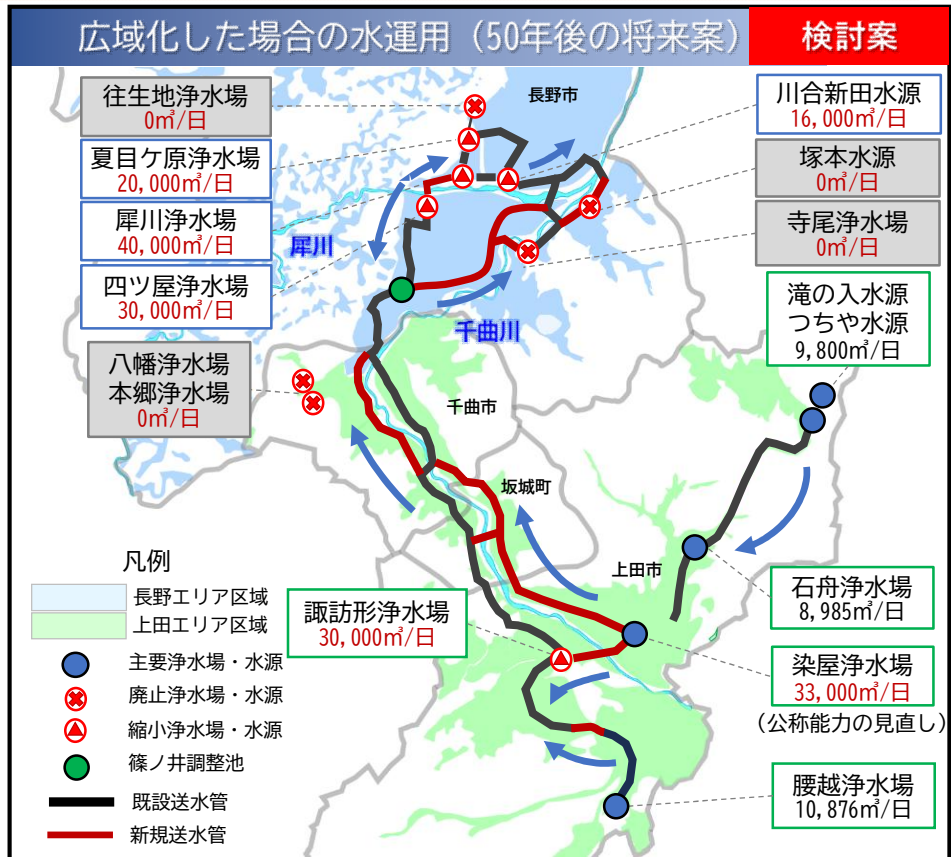 広域化した場合の水運用（50年後の将来案）
検討案
往生地浄水場
0㎥/日
夏目ケ原浄水場
20,000㎥/日
犀川浄水場
40,000㎥/日
四ツ屋浄水場
30,000㎥/日
八幡浄水場
本郷浄水場
0㎥/日
長野市
川合新田水源
16,000㎥/日
塚本水源
0㎥/日
寺尾浄水場
0㎥/日
滝の入水源
つちや水源
9,800㎥/日
犀川
千曲川
千曲市
坂城町
上田市
石舟浄水場
8,985㎥/日
諏訪形浄水場
30,000㎥/日
染屋浄水場
33,000㎥/日
(公称能力の見直し)
腰越浄水場
10,876㎥/日
凡例
長野エリア区域
上田エリア区域
主要浄水場・水源
廃止浄水場・水源
縮小浄水場・水源
篠ノ井調整池
既設送水管
新規送水管